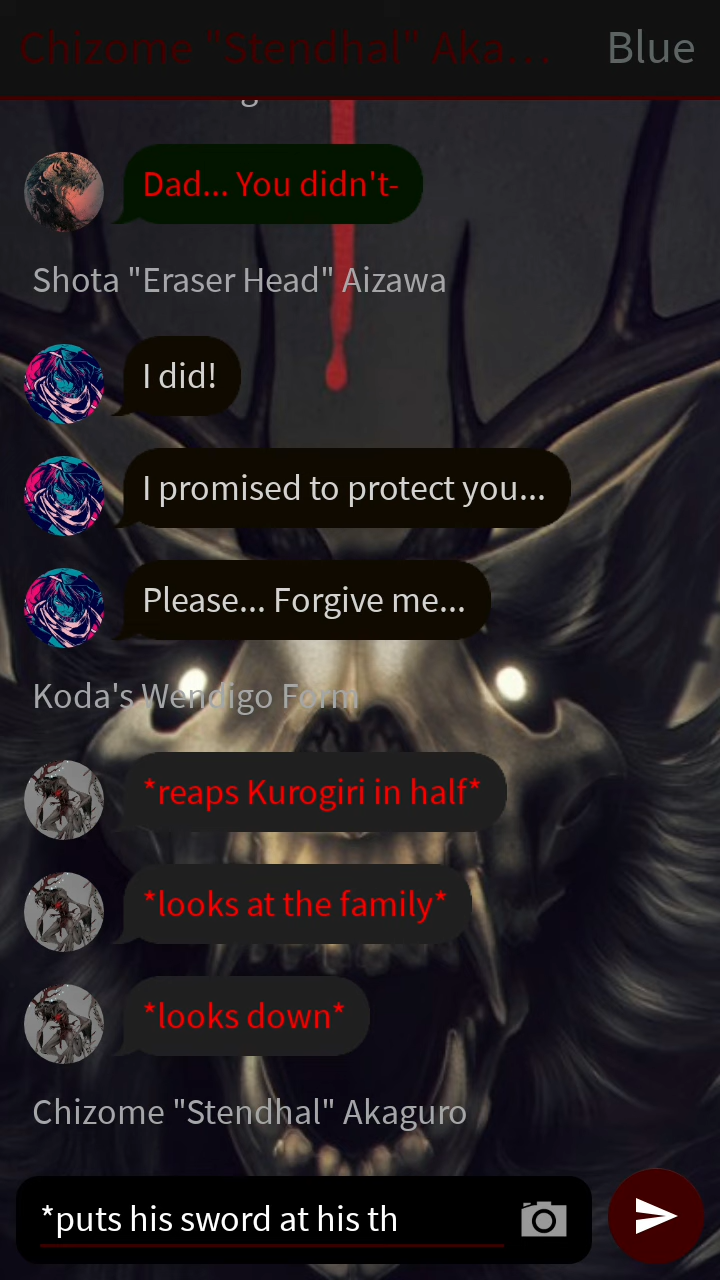 Chizome "Stendhal" Aka... Blue
Dad... You didn't-
Shota "Eraser Head" Aizawa
I did!
I promised to protect you...
Please... Forgive me...
Koda's Wendigo Form
*reaps Kurogiri in half*
*looks at the family*
*looks down*
Chizome "Stendhal" Akaguro
*puts his sword at his th